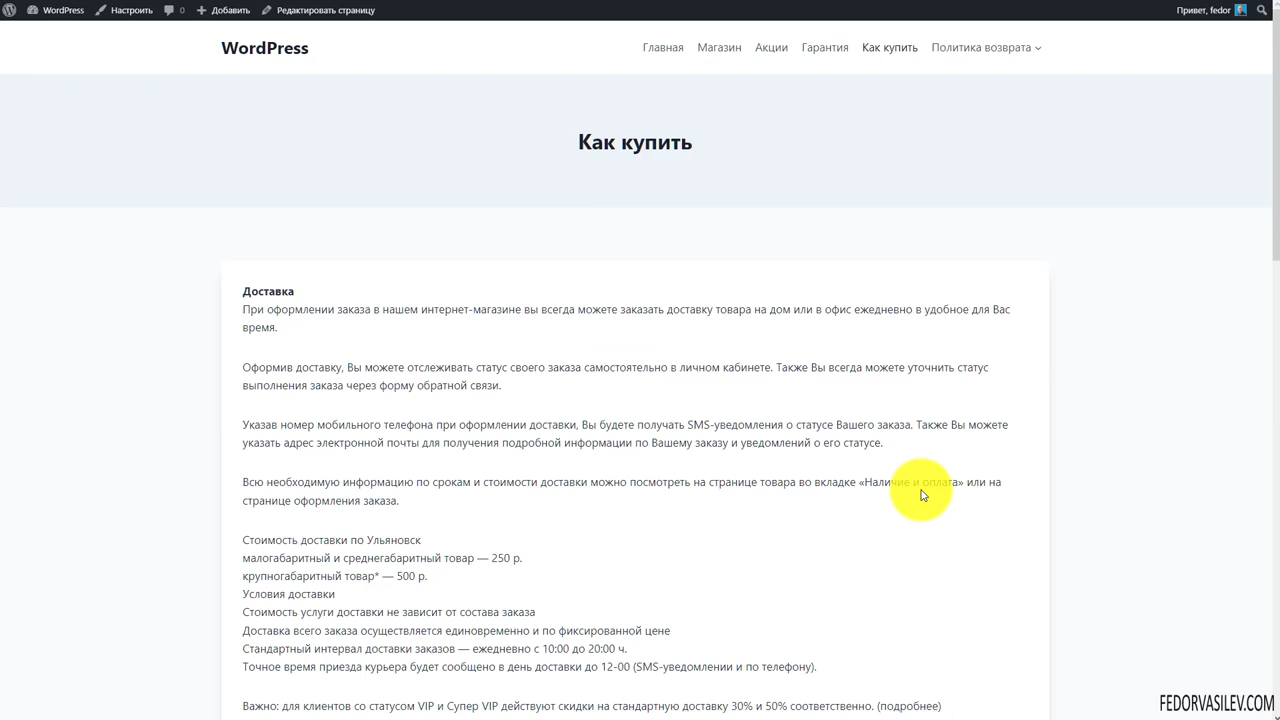 WordPress Настроить 0 Добавить Редактировать страницу Привет, fedor
WordPress
Главная Магазин Акции Гарантия Как купить Политика возврата
Как купить
Доставка
При оформлении заказа в нашем интернет-магазине вы всегда можете заказать доставку товара на дом или в офис ежедневно в удобное для Вас
время.
Оформив доставку, Вы можете отслеживать статус своего заказа самостоятельно в личном кабинете. Также Вы всегда можете уточнить статус
выполнения заказа через форму обратной связи.
Указав номер мобильного телефона при оформлении доставки, Вы будете получать SMS-уведомления о статусе Вашего заказа. Также Вы можете
указать адрес электронной почты для получения подробной информации по Вашему заказу и уведомлений о его статусе.
Всю необходимую информацию по срокам и стоимости доставки можно посмотреть на странице товара во вкладке «Наличие и оплата» или на
странице оформления заказа.
Стоимость доставки по Ульяновск
малогабаритный и среднегабаритный товар — 250 р.
крупногабаритный товар* — 500 р.
Условия доставки
Стоимость услуги доставки не зависит от состава заказа
Доставка всего заказа осуществляется единовременно и по фиксированной цене
Стандартный интервал доставки заказов — ежедневно с 10:00 до 20:00 ч.
Точное время приезда курьера будет сообщено в день доставки до 12-00 (SMS-уведомлении и по телефону).
Важно: для клиентов со статусом VIP и Супер VIP действуют скидки на стандартную доставку 30% и 50% соответственно. (подробнее)
FEDORVASILEV.COM